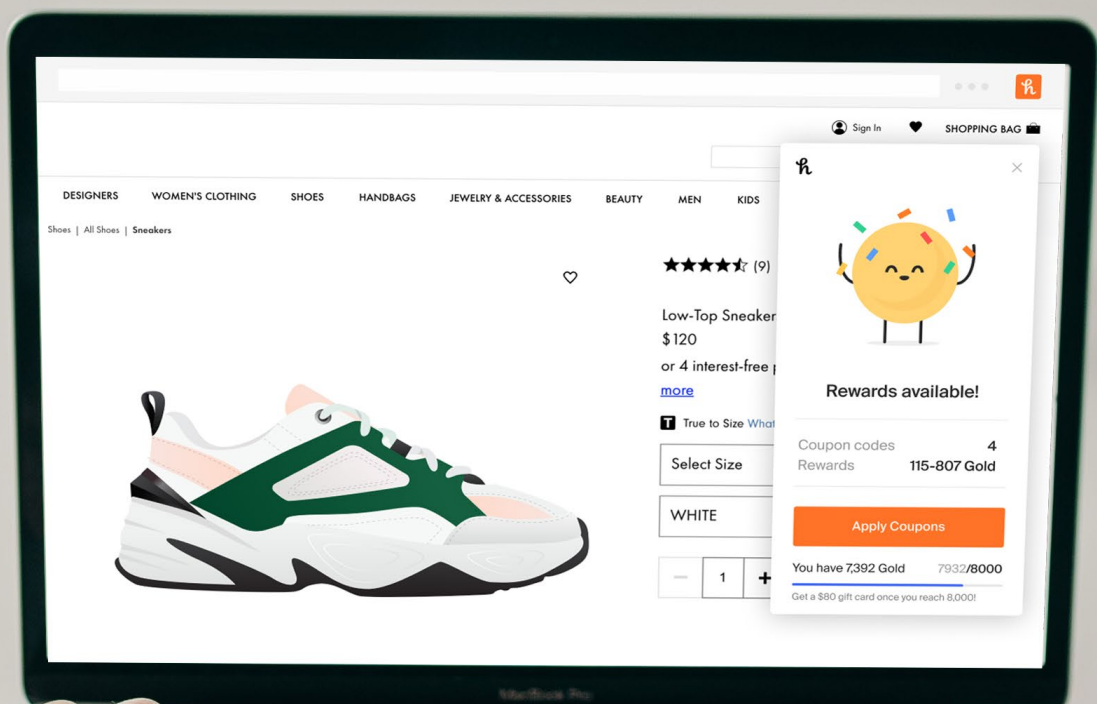 h
Sign In
SHOPPING BAG
DESIGNERS WOMEN'S CLOTHING SHOES HANDBAGS JEWELRY & ACCESSORIES BEAUTY MEN KIDS
Shoes | All Shoes | Sneakers
(9)
Low-Top Sneaker
$120
or 4 interest-free
more
T True to Size What
Select Size
WHITE
1
h
Rewards available!
Coupon codes 4
Rewards 115-807 Gold
Apply Coupons
You have 7,392 Gold 7932/8000
Get a $80 gift card once you reach 8,000!
MacBook Pro